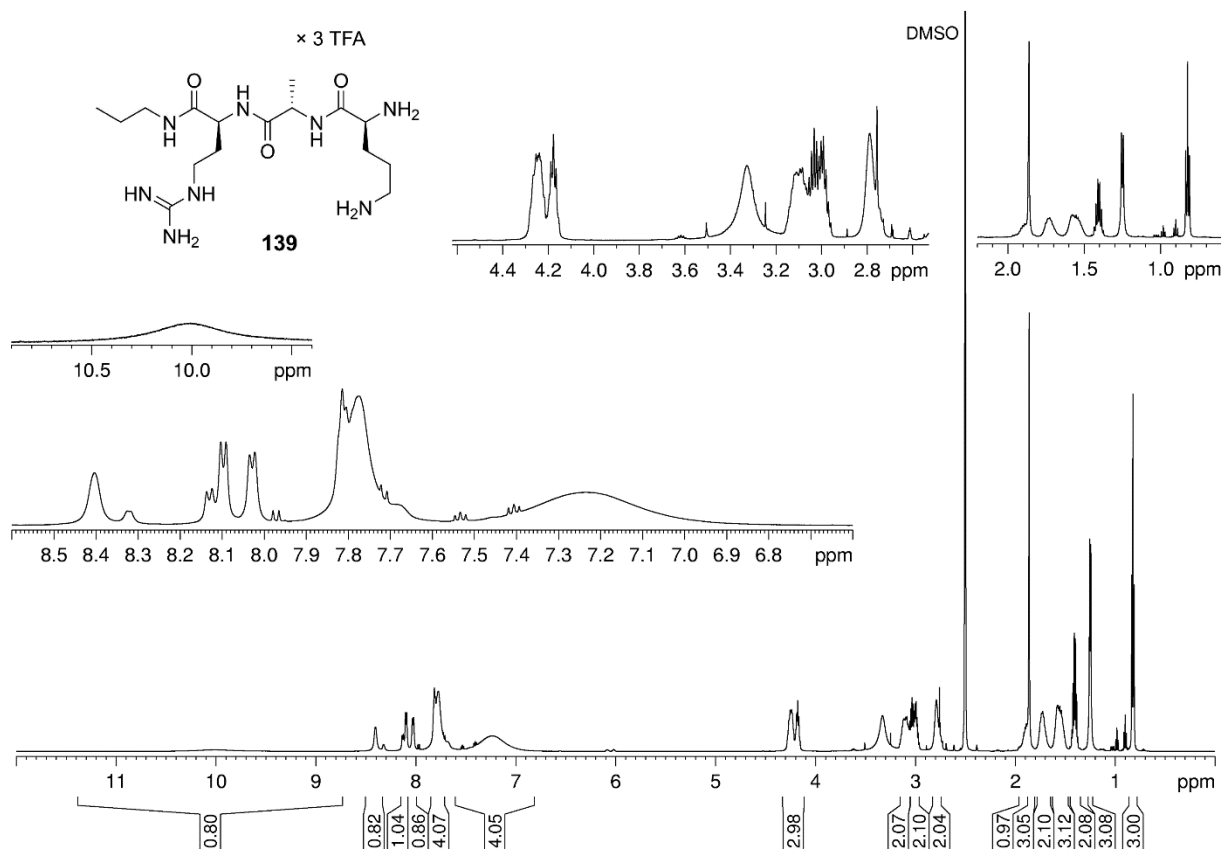 × 3 TFA
O
H
N
O
NH2
N
H
O
N
H
HN
NH
NH2
H2N
139
DMSO
4.4 4.2 4.0 3.8 3.6 3.4 3.2 3.0 2.8 ppm
2.0 1.5 1.0 ppm
10.5 10.0 ppm
8.5 8.4 8.3 8.2 8.1 8.0 7.9 7.8 7.7 7.6 7.5 7.4 7.3 7.2 7.1 7.0 6.9 6.8 ppm
11 10 9 8 7 6 5 4 3 2 1 ppm
0.80 0.82 1.04 0.86 4.07 4.05 2.98 2.07 2.10 2.04 0.97 3.05 2.10 3.12 2.08 3.08 3.00